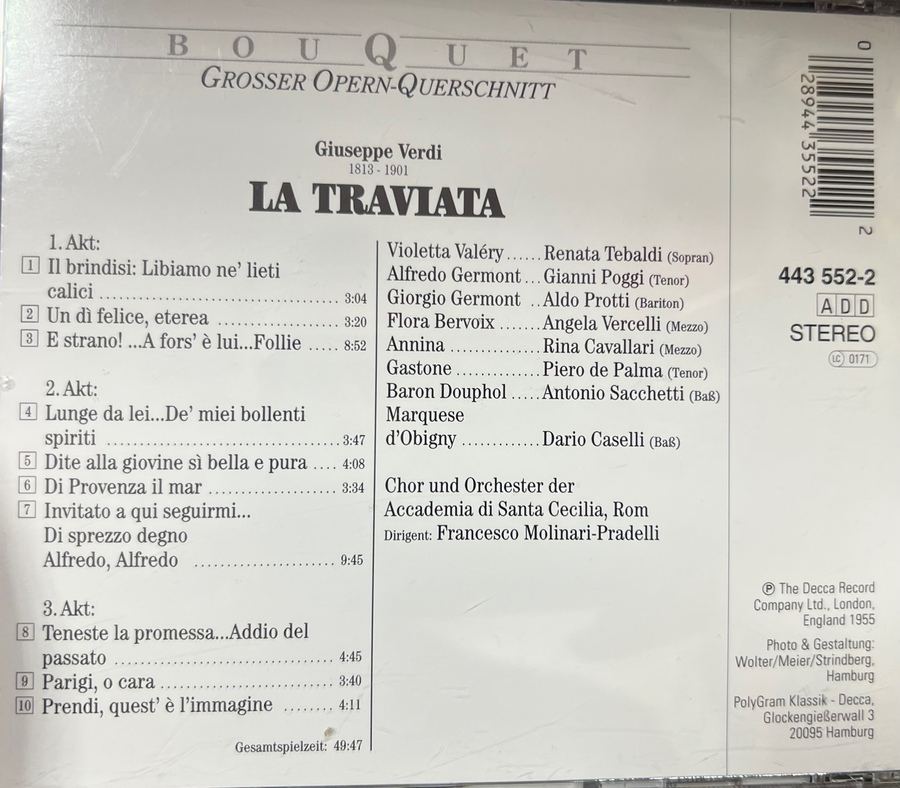 BOUQUET
GROSSER OPERN-QUERSCHNITT
Giuseppe Verdi
1813 - 1901
LA TRAVIATA
1. Akt:
1 Il brindisi: Libiamo ne' lieti
calici ........ 3:04
2 Un dì felice, eterea ........ 3:20
3 E strano! ...A fors' è lui...Follie ..... 8:52
2. Akt:
4 Lunge da lei...De' miei bollenti
spiriti ........ 3:47
5 Dite alla giovine sì bella e pura .... 4:08
6 Di Provenza il mar ........ 3:34
7 Invitato a qui seguirmi...
Di sprezzo degno
Alfredo, Alfredo ........ 9:45
3. Akt:
8 Teneste la promessa...Addio del
passato ........ 4:45
9 Parigi, o cara ........ 3:40
10 Prendi, quest' è l'immagine ........ 4:11
Gesamtspielzeit: 49:47
Violetta Valéry ...... Renata Tebaldi (Sopran)
Alfredo Germont ... Gianni Poggi (Tenor)
Giorgio Germont .. Aldo Protti (Bariton)
Flora Bervoix ....... Angela Vercelli (Mezzo)
Annina ............. Rina Cavallari (Mezzo)
Gastone ............ Piero de Palma (Tenor)
Baron Douphol ..... Antonio Sacchetti (Baß)
Marquese
d'Obigny ............ Dario Caselli (Baß)
Chor und Orchester der
Accademia di Santa Cecilia, Rom
Dirigent: Francesco Molinari-Pradelli
0 28944 35522 2
443 552-2
ADD
STEREO
LC 0171
℗ The Decca Record
Company Ltd., London,
England 1955
Photo & Gestaltung:
Wolter/Meier/Strindberg,
Hamburg
PolyGram Klassik - Decca,
Glockengießerwall 3
20095 Hamburg